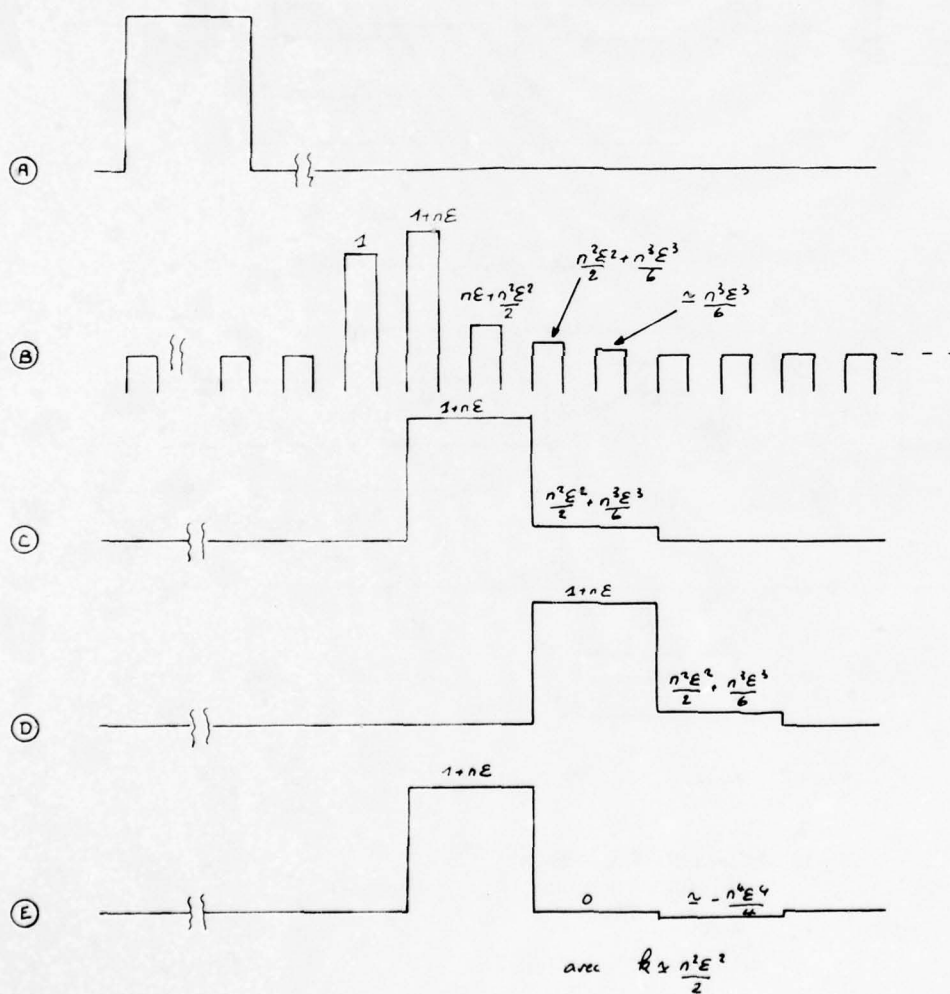 A
1+nε
1
n²ε²/2 + n³ε³/6
nε + n²ε²/2
≃ n³ε³/6
B
1+nε
n²ε²/2 + n³ε³/6
C
1+nε
n²ε²/2 + n³ε³/6
D
1+nε
0
≃ - n⁴ε⁴/4
E
avec k ≃ n²ε²/2